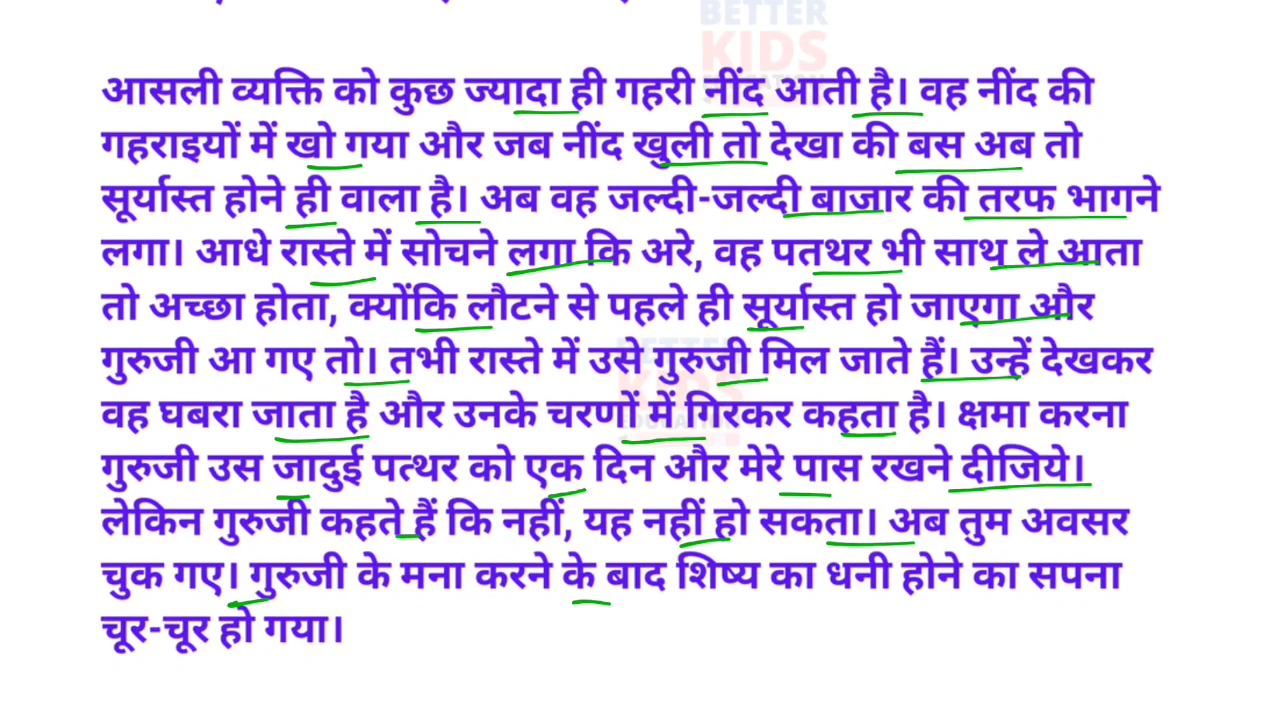 BETTER
KIDS
EDUCATION
आसली व्यक्ति को कुछ ज्यादा ही गहरी नींद आती है। वह नींद की
गहराइयों में खो गया और जब नींद खुली तो देखा की बस अब तो
सूर्यास्त होने ही वाला है। अब वह जल्दी-जल्दी बाजार की तरफ भागने
लगा। आधे रास्ते में सोचने लगा कि अरे, वह पतथर भी साथ ले आता
तो अच्छा होता, क्योंकि लौटने से पहले ही सूर्यास्त हो जाएगा और
गुरुजी आ गए तो। तभी रास्ते में उसे गुरुजी मिल जाते हैं। उन्हें देखकर
वह घबरा जाता है और उनके चरणों में गिरकर कहता है। क्षमा करना
गुरुजी उस जादुई पत्थर को एक दिन और मेरे पास रखने दीजिये।
लेकिन गुरुजी कहते हैं कि नहीं, यह नहीं हो सकता। अब तुम अवसर
चुक गए। गुरुजी के मना करने के बाद शिष्य का धनी होने का सपना
चूर-चूर हो गया।